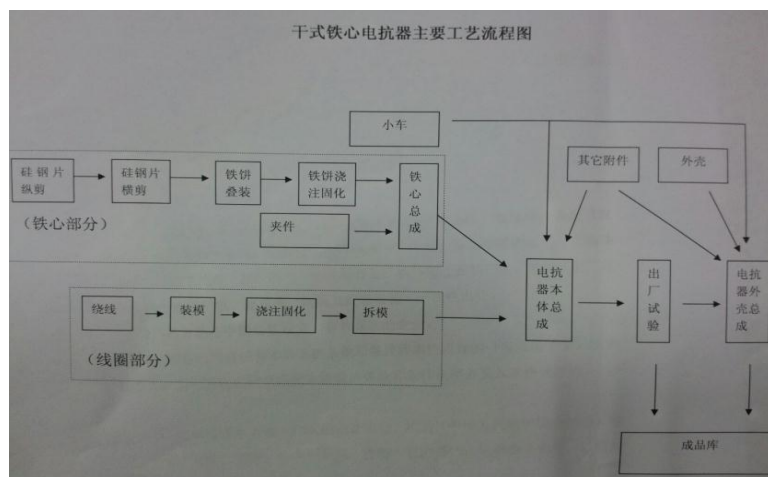 干式铁心电抗器主要工艺流程图
小车
其它附件
外壳
硅钢片
纵剪
硅钢片
横剪
铁饼
叠装
铁饼浇
注固化
铁
心
总
成
(铁心部分)
夹件
电抗
器本
体总
成
出
厂
试
验
电抗
器外
壳总
成
绕线
装模
浇注固化
拆模
(线圈部分)
成品库